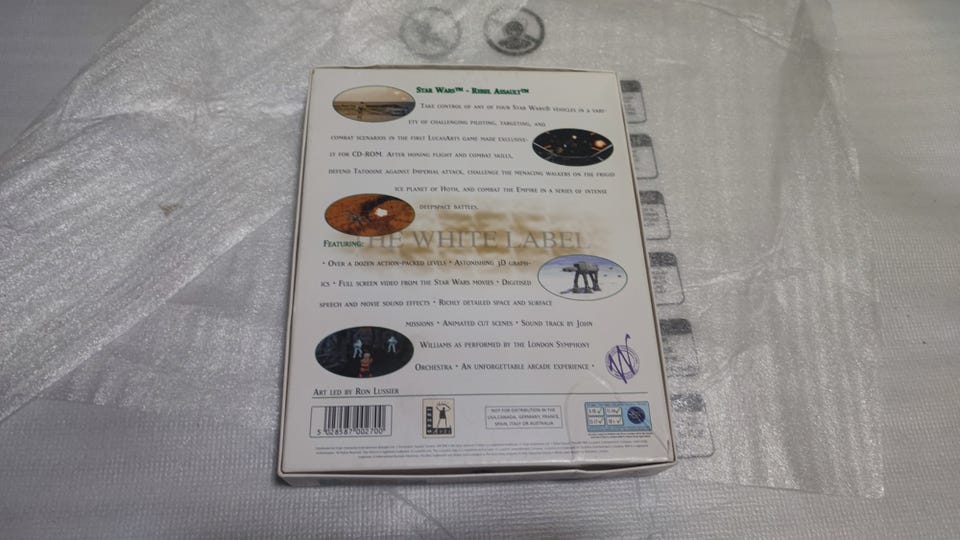 STAR WARS™ - REBEL ASSAULT™
TAKE CONTROL OF ANY OF FOUR STAR WARS® VEHICLES IN A VARI-
ETY OF CHALLENGING PILOTING, TARGETING, AND
COMBAT SCENARIOS IN THE FIRST LUCASARTS GAME MADE EXCLUSIVE-
LY FOR CD-ROM. AFTER HONING FLIGHT AND COMBAT SKILLS,
DEFEND TATOOINE AGAINST IMPERIAL ATTACK, CHALLENGE THE MENACING WALKERS ON THE FRIGID
ICE PLANET OF HOTH, AND COMBAT THE EMPIRE IN A SERIES OF INTENSE
DEEPSPACE BATTLES.
THE WHITE LABEL
FEATURING:
• OVER A DOZEN ACTION-PACKED LEVELS • ASTONISHING 3D GRAPH-
ICS • FULL SCREEN VIDEO FROM THE STAR WARS MOVIES • DIGITISED
SPEECH AND MOVIE SOUND EFFECTS • RICHLY DETAILED SPACE AND SURFACE
MISSIONS • ANIMATED CUT SCENES • SOUND TRACK BY JOHN
WILLIAMS AS PERFORMED BY THE LONDON SYMPHONY
ORCHESTRA • AN UNFORGETTABLE ARCADE EXPERIENCE •
ART LED BY RON LUSSIER
5 028587 002700
NOT FOR DISTRIBUTION IN THE
USA, CANADA, GERMANY, FRANCE,
SPAIN, ITALY OR AUSTRALIA